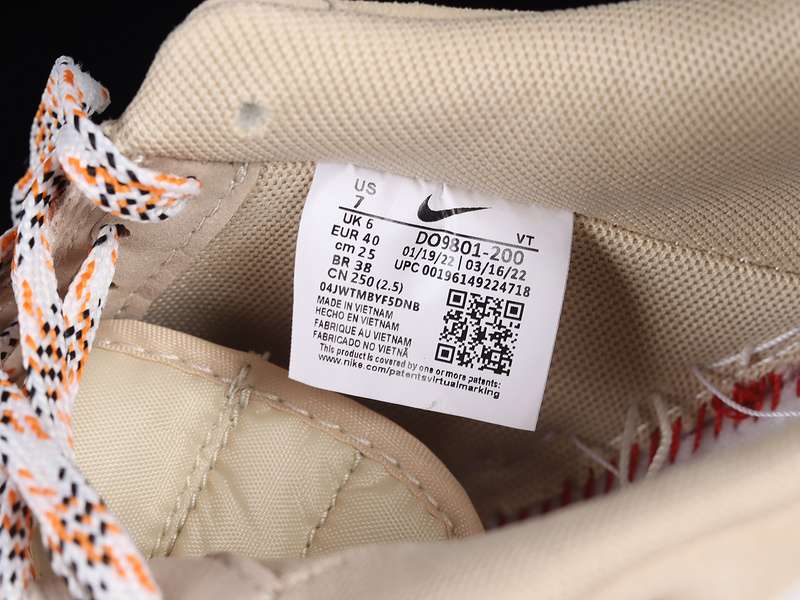 US
7
UK 6
EUR 40
cm 25
BR 38
CN 250 (2.5)
04JWTMBYF5DNB
VT
DO9801-200
01/19/22 | 03/16/22
UPC 00196149224718
MADE IN VIETNAM
HECHO EN VIETNAM
FABRIQUE AU VIETNAM
FABRICADO NO VIETNÃ
This product is covered by one or more patents:
www.nike.com/patentsvirtualmarking